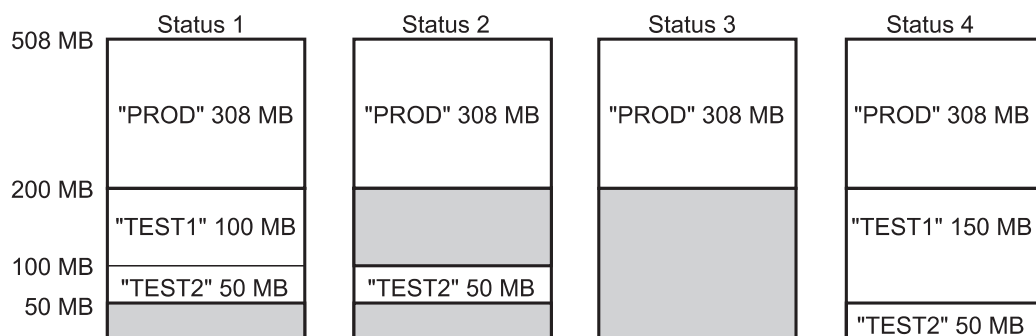 Status 1 Status 2 Status 3 Status 4
508 MB
"PROD" 308 MB "PROD" 308 MB "PROD" 308 MB "PROD" 308 MB
200 MB
"TEST1" 100 MB "TEST1" 150 MB
100 MB
"TEST2" 50 MB "TEST2" 50 MB
50 MB
"TEST2" 50 MB